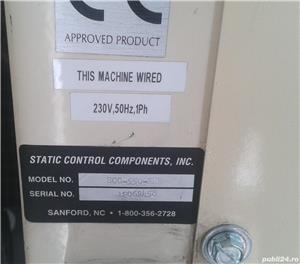 CE
APPROVED PRODUCT
THIS MACHINE WIRED
230V,50Hz,1Ph
STATIC CONTROL COMPONENTS, INC.
MODEL NO.
SERIAL NO.
SANFORD, NC • 1-800-356-2728
publi24.ro